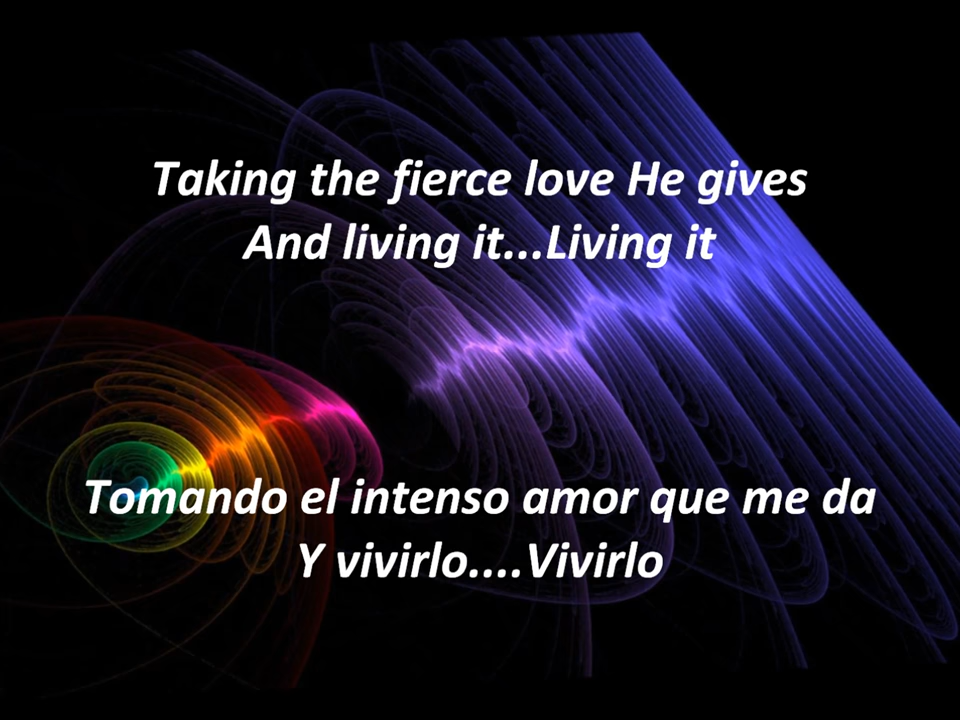 Taking the fierce love He gives
And living it...Living it
Tomando el intenso amor que me da
Y vivirlo....Vivirlo